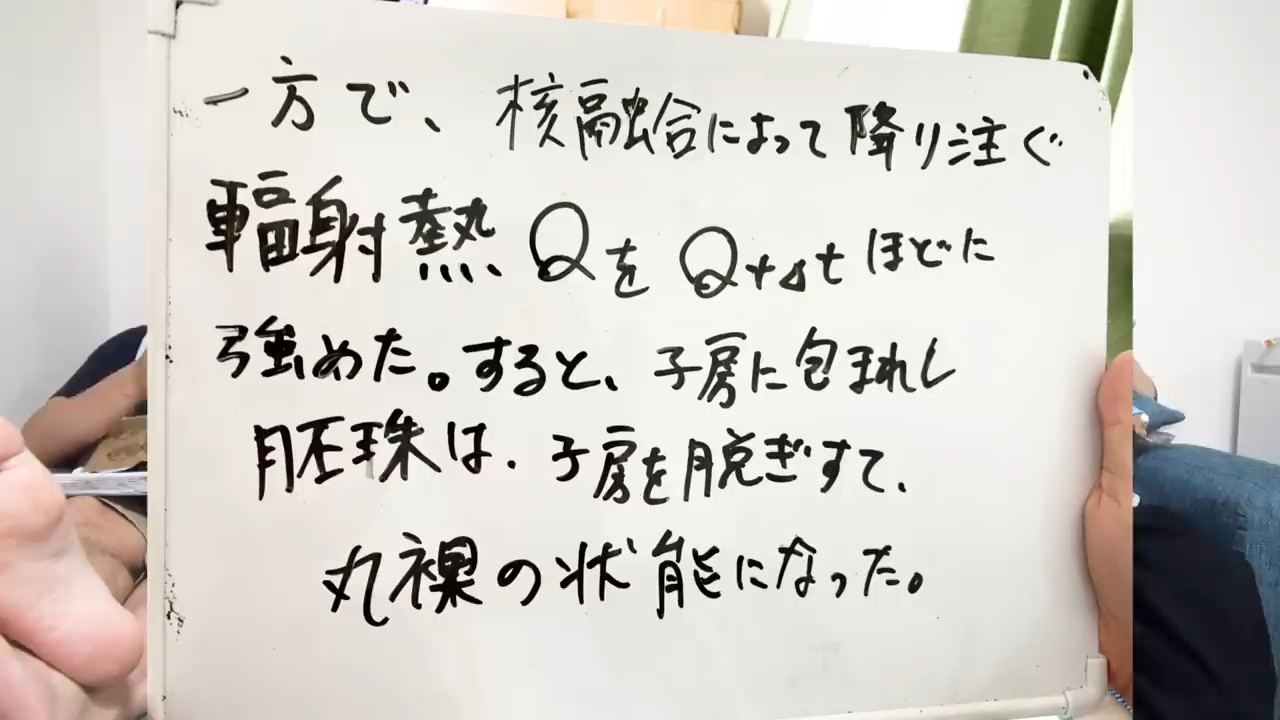 一方で、核融合によって降り注ぐ
輻射熱QをQ+⊿tほどに
強めた。すると、子房に包まれし
胚珠は、子房を脱ぎすて、
丸裸の状態になった。